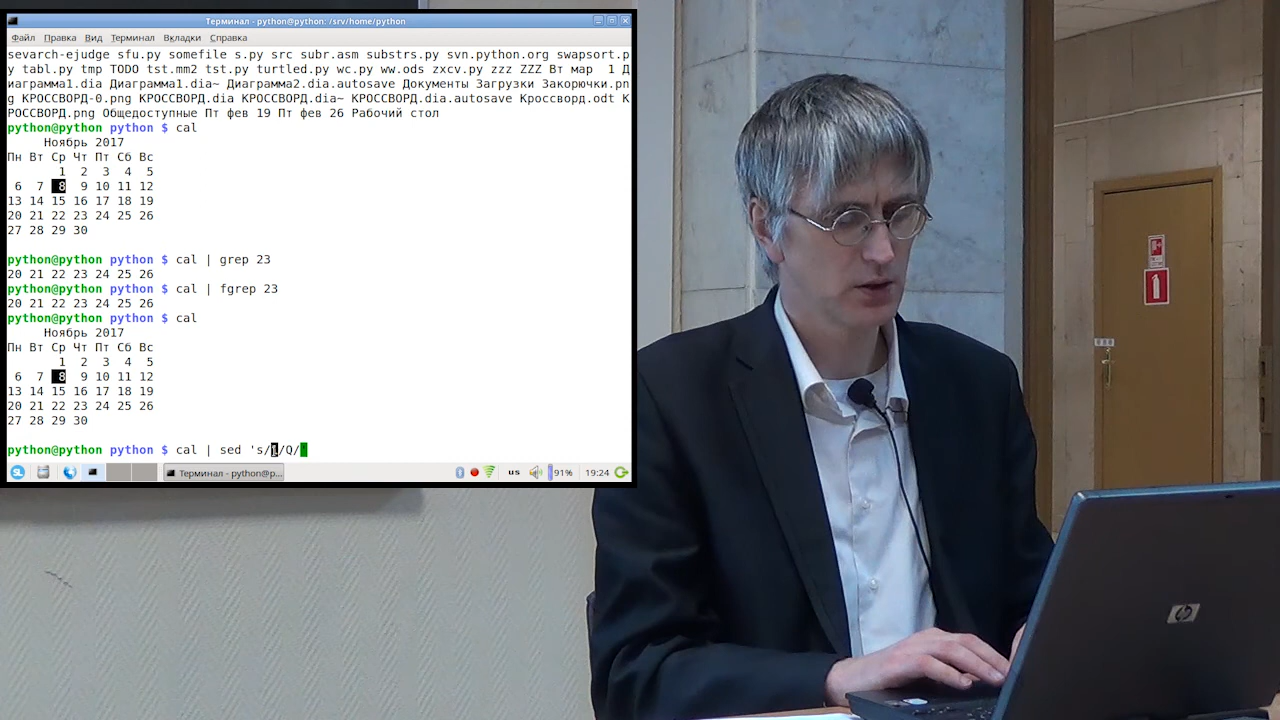 Терминал - python@python: /srv/home/python
Файл Правка Вид Терминал Вкладки Справка
sevarch-ejudge sfu.py somefile s.py src subr.asm substrs.py svn.python.org swapsort.p
y tabl.py tmp TODO tst.mm2 tst.py turtled.py wc.py ww.ods zxcv.py zzz ZZZ Вт мар  1 Д
иаграмма1.dia Диаграмма1.dia~ Диаграмма2.dia.autosave Документы Загрузки Закорючки.pn
g КРОССВОРД-0.png КРОССВОРД.dia КРОССВОРД.dia~ КРОССВОРД.dia.autosave Кроссворд.odt К
РОССВОРД.png Общедоступные Пт фев 19 Пт фев 26 Рабочий стол
python@python python $ cal
Ноябрь 2017
Пн Вт Ср Чт Пт Сб Вс
1 2 3 4 5
6 7 8 9 10 11 12
13 14 15 16 17 18 19
20 21 22 23 24 25 26
27 28 29 30
python@python python $ cal | grep 23
20 21 22 23 24 25 26
python@python python $ cal | fgrep 23
20 21 22 23 24 25 26
python@python python $ cal
Ноябрь 2017
Пн Вт Ср Чт Пт Сб Вс
1 2 3 4 5
6 7 8 9 10 11 12
13 14 15 16 17 18 19
20 21 22 23 24 25 26
27 28 29 30
python@python python $ cal | sed 's/1/Q/
Терминал - python@p...
us
91%
19:24
hp